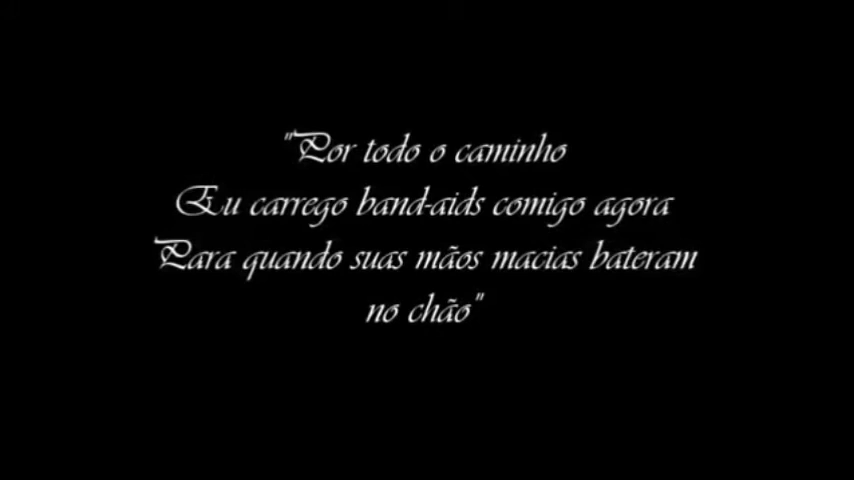 "Por todo o caminho
Eu carrego band-aids comigo agora
Para quando suas mãos macias bateram
no chão"